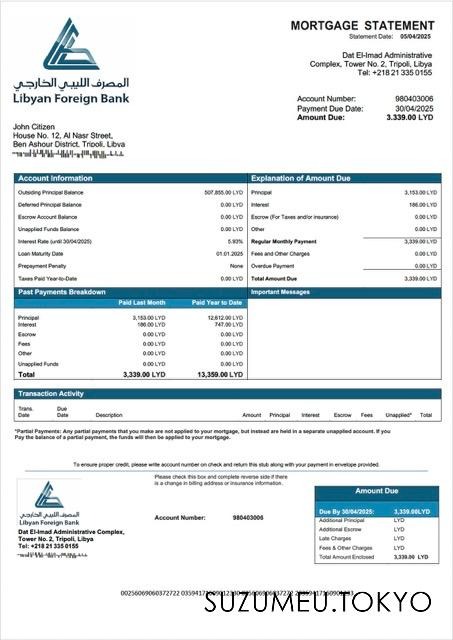 MORTGAGE STATEMENT
Statement Date: 05/04/2025
المصرف الليبي الخارجي
Libyan Foreign Bank
Dat El-Imad Administrative
Complex, Tower No. 2, Tripoli, Libya
Tel: +218 21 335 0155
Account Number: 980403006
Payment Due Date: 30/04/2025
Amount Due: 3.339.00 LYD
John Citizen
House No. 12, Al Nasr Street,
Ben Ashour District, Tripoli, Libya
Account Information
Outsiding Principal Balance 507,855.00 LYD
Deferred Principal Balance 0.00 LYD
Escrow Account Balance 0.00 LYD
Unapplied Funds Balance 0.00 LYD
Interest Rate (until 30/04/2025) 5.93%
Loan Maturity Date 01.01.2025
Prepayment Penalty None
Taxes Paid Year-to-Date 0.00 LYD
Explanation of Amount Due
Principal 3,153.00 LYD
Interest 186.00 LYD
Escrow (For Taxes and/or insurance) 0.00 LYD
Other 0.00 LYD
Regular Monthly Payment 3,339.00 LYD
Fees and Other Charges 0.00 LYD
Overdue Payment 0.00 LYD
Total Amount Due 3,339.00 LYD
Past Payments Breakdown
Paid Last Month Paid Year to Date
Principal 3,153.00 LYD 12,612.00 LYD
Interest 186.00 LYD 747.00 LYD
Escrow 0.00 LYD 0.00 LYD
Fees 0.00 LYD 0.00 LYD
Other 0.00 LYD 0.00 LYD
Unapplied Funds 0.00 LYD 0.00 LYD
Total 3,339.00 LYD 13,359.00 LYD
Important Messages
Transaction Activity
Trans. Date Due Date Description Amount Principal Interest Escrow Fees Unapplied* Total
*Partial Payments: Any partial payments that you make are not applied to your mortgage, but instead are held in a separate unapplied account. If you
Pay the balance of a partial payment, the funds will then be applied to your mortgage.
To ensure proper credit, please write account number on check and return this stub along with your payment in envelope provided.
المصرف الليبي الخارجي
Libyan Foreign Bank
Dat El-Imad Administrative Complex,
Tower No. 2, Tripoli, Libya
Tel: +218 21 335 0155
Please check this box and complete reverse side if there
is a change in billing address or insurance information.
Account Number: 980403006
Amount Due
Due By 30/04/2025: 3,339.00LYD
Additional Principal LYD
Additional Escrow LYD
Late Charges LYD
Fees & Other Charges LYD
Total Amount Enclosed 3,339.00 LYD
SUZUMEU.TOKYO